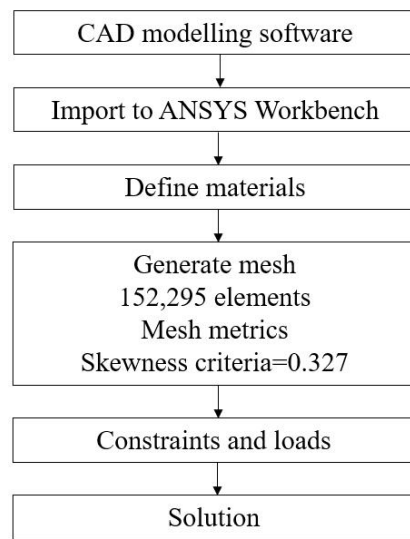 CAD modelling software
Import to ANSYS Workbench
Define materials
Generate mesh
152,295 elements
Mesh metrics
Skewness criteria=0.327
Constraints and loads
Solution